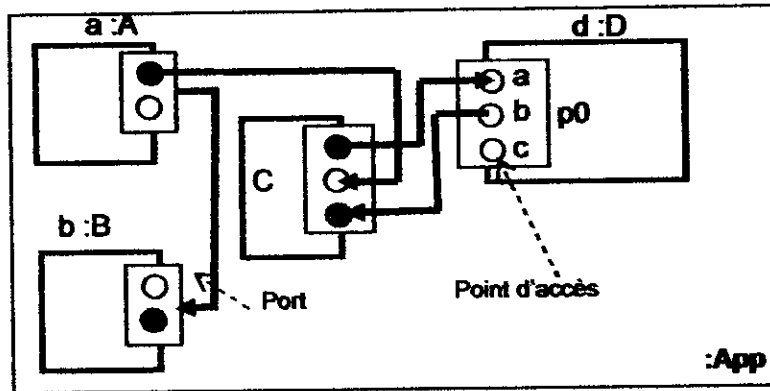 a :A
d :D
a
b
p0
c
C
b :B
Port
Point d'accès
:App